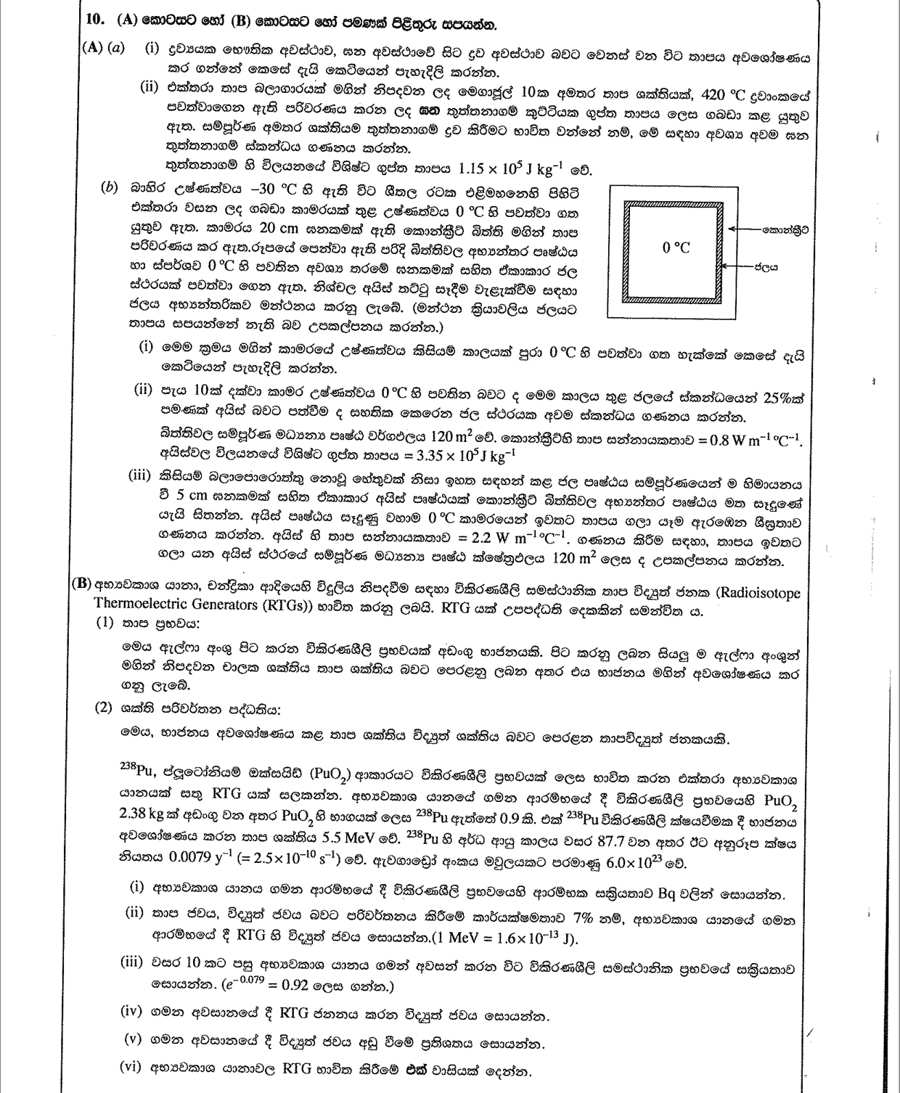 10. (A) කොටසට හෝ (B) කොටසට හෝ පමණක් පිළිතුරු සපයන්න.
(A) (a) (i) ද්‍රව්‍යයක භෞතික අවස්ථාව, ඝන අවස්ථාවේ සිට ද්‍රව අවස්ථාව බවට වෙනස් වන විට තාපය අවශෝෂණය
කර ගන්නේ කෙසේ දැයි කෙටියෙන් පැහැදිලි කරන්න.
(ii) එක්තරා තාප බලාගාරයක් මගින් නිපදවන ලද මෙගාජූල් 10ක අමතර තාප ශක්තියක්, 420 °C ද්‍රවාංකයේ
පවත්වාගෙන ඇති පරිවරණය කරන ලද ඝන තුත්තනාගම් කුට්ටියක ගුප්ත තාපය ලෙස ගබඩා කළ යුතුව
ඇත. සම්පූර්ණ අමතර ශක්තියම තුත්තනාගම් ද්‍රව කිරීමට භාවිත වන්නේ නම්, මේ සඳහා අවශ්‍ය අවම ඝන
තුත්තනාගම් ස්කන්ධය ගණනය කරන්න.
තුත්තනාගම් හි විලයනයේ විශිෂ්ට ගුප්ත තාපය 1.15 × 10⁵ J kg⁻¹ වේ.
(b) බාහිර උෂ්ණත්වය −30 °C හි ඇති විට ශීතල රටක එළිමහනෙහි පිහිටි
එක්තරා වසන ලද ගබඩා කාමරයක් තුළ උෂ්ණත්වය 0 °C හි පවත්වා ගත
යුතුව ඇත. කාමරය 20 cm ඝනකමක් ඇති කොන්ක්‍රීට් බිත්ති මගින් තාප
පරිවරණය කර ඇත.රූපයේ පෙන්වා ඇති පරිදි බිත්තිවල අභ්‍යන්තර පෘෂ්ඨය
හා ස්පර්ශව 0 °C හි පවතින අවශ්‍ය තරමේ ඝනකමක් සහිත ඒකාකාර ජල
ස්ථරයක් පවත්වා ගෙන ඇත. නිශ්චල අයිස් තට්ටු සෑදීම වැළැක්වීම සඳහා
ජලය අභ්‍යන්තරිකව මන්ථනය කරනු ලැබේ. (මන්ථන ක්‍රියාවලිය ජලයට
තාපය සපයන්නේ නැති බව උපකල්පනය කරන්න.)
0 °C
කොන්ක්‍රීට්
ජලය
(i) මෙම ක්‍රමය මගින් කාමරයේ උෂ්ණත්වය කිසියම් කාලයක් පුරා 0 °C හි පවත්වා ගත හැක්කේ කෙසේ දැයි
කෙටියෙන් පැහැදිලි කරන්න.
(ii) පැය 10ක් දක්වා කාමර උෂ්ණත්වය 0 °C හි පවතින බවට ද මෙම කාලය තුළ ජලයේ ස්කන්ධයෙන් 25%ක්
පමණක් අයිස් බවට පත්වීම ද සහතික කෙරෙන ජල ස්ථරයක අවම ස්කන්ධය ගණනය කරන්න.
බිත්තිවල සම්පූර්ණ මධ්‍යන්‍ය පෘෂ්ඨ වර්ගඵලය 120 m² වේ. කොන්ක්‍රීට්හි තාප සන්නායකතාව = 0.8 W m⁻¹ °C⁻¹.
අයිස්වල විලයනයේ විශිෂ්ට ගුප්ත තාපය = 3.35 × 10⁵ J kg⁻¹
(iii) කිසියම් බලාපොරොත්තු නොවූ හේතුවක් නිසා ඉහත සඳහන් කළ ජල පෘෂ්ඨය සම්පූර්ණයෙන් ම හිමායනය
වී 5 cm ඝනකමක් සහිත ඒකාකාර අයිස් පෘෂ්ඨයක් කොන්ක්‍රීට් බිත්තිවල අභ්‍යන්තර පෘෂ්ඨය මත සෑදුණේ
යැයි සිතන්න. අයිස් පෘෂ්ඨය සෑදුණු වහාම 0 °C කාමරයෙන් ඉවතට තාපය ගලා යෑම ඇරඹෙන ශීඝ්‍රතාව
ගණනය කරන්න. අයිස් හි තාප සන්නායකතාව = 2.2 W m⁻¹ °C⁻¹. ගණනය කිරීම සඳහා, තාපය ඉවතට
ගලා යන අයිස් ස්ථරයේ සම්පූර්ණ මධ්‍යන්‍ය පෘෂ්ඨ ක්ෂේත්‍රඵලය 120 m² ලෙස ද උපකල්පනය කරන්න.
(B) අභ්‍යවකාශ යානා, චන්ද්‍රිකා ආදියෙහි විදුලිය නිපදවීම සඳහා විකිරණශීලී සමස්ථානික තාප විද්‍යුත් ජනක (Radioisotope
Thermoelectric Generators (RTGs)) භාවිත කරනු ලබයි. RTG යක් උපපද්ධති දෙකකින් සමන්විත ය.
(1) තාප ප්‍රභවය:
මෙය ඇල්ෆා අංශු පිට කරන විකිරණශීලී ප්‍රභවයක් අඩංගු භාජනයකි. පිට කරනු ලබන සියලු ම ඇල්ෆා අංශුන්
මගින් නිපදවන චාලක ශක්තිය තාප ශක්තිය බවට පෙරළනු ලබන අතර එය භාජනය මගින් අවශෝෂණය කර
ගනු ලැබේ.
(2) ශක්ති පරිවර්තන පද්ධතිය:
මෙය, භාජනය අවශෝෂණය කළ තාප ශක්තිය විද්‍යුත් ශක්තිය බවට පෙරළන තාපවිද්‍යුත් ජනකයකි.
²³⁸Pu, ප්ලූටෝනියම් ඔක්සයිඩ් (PuO₂) ආකාරයට විකිරණශීලී ප්‍රභවයක් ලෙස භාවිත කරන එක්තරා අභ්‍යවකාශ
යානයක් සතු RTG යක් සලකන්න. අභ්‍යවකාශ යානයේ ගමන ආරම්භයේ දී විකිරණශීලී ප්‍රභවයෙහි PuO₂
2.38 kg ක් අඩංගු වන අතර PuO₂ හි භාගයක් ලෙස ²³⁸Pu ඇත්තේ 0.9 කි. එක් ²³⁸Pu විකිරණශීලී ක්ෂයවීමක දී භාජනය
අවශෝෂණය කරන තාප ශක්තිය 5.5 MeV වේ. ²³⁸Pu හි අර්ධ ආයු කාලය වසර 87.7 වන අතර ඊට අනුරූප ක්ෂය
නියතය 0.0079 y⁻¹ (= 2.5×10⁻¹⁰ s⁻¹) වේ. ඇවගාඩ්‍රෝ අංකය මවුලයකට පරමාණු 6.0×10²³ වේ.
(i) අභ්‍යවකාශ යානය ගමන ආරම්භයේ දී විකිරණශීලී ප්‍රභවයෙහි ආරම්භක සක්‍රියතාව Bq වලින් සොයන්න.
(ii) තාප ජවය, විද්‍යුත් ජවය බවට පරිවර්තනය කිරීමේ කාර්යක්ෂමතාව 7% නම්, අභ්‍යවකාශ යානයේ ගමන
ආරම්භයේ දී RTG හි විද්‍යුත් ජවය සොයන්න.(1 MeV = 1.6×10⁻¹³ J).
(iii) වසර 10 කට පසු අභ්‍යවකාශ යානය ගමන් අවසන් කරන විට විකිරණශීලී සමස්ථානික ප්‍රභවයේ සක්‍රියතාව
සොයන්න. (e⁻⁰·⁰⁷⁹ = 0.92 ලෙස ගන්න.)
(iv) ගමන අවසානයේ දී RTG ජනනය කරන විද්‍යුත් ජවය සොයන්න.
(v) ගමන අවසානයේ දී විද්‍යුත් ජවය අඩු වීමේ ප්‍රතිශතය සොයන්න.
(vi) අභ්‍යවකාශ යානාවල RTG භාවිත කිරීමේ එක් වාසියක් දෙන්න.